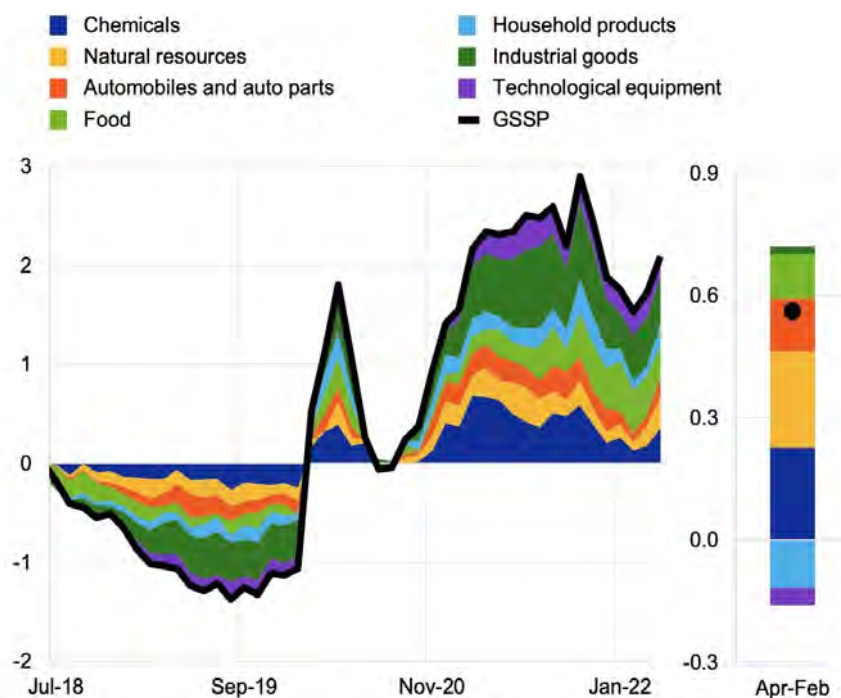 Chemicals
Natural resources
Automobiles and auto parts
Food
Household products
Industrial goods
Technological equipment
GSSP
3
2
1
0
-1
-2
Jul-18 Sep-19 Nov-20 Jan-22
0.9
0.6
0.3
0.0
-0.3
Apr-Feb